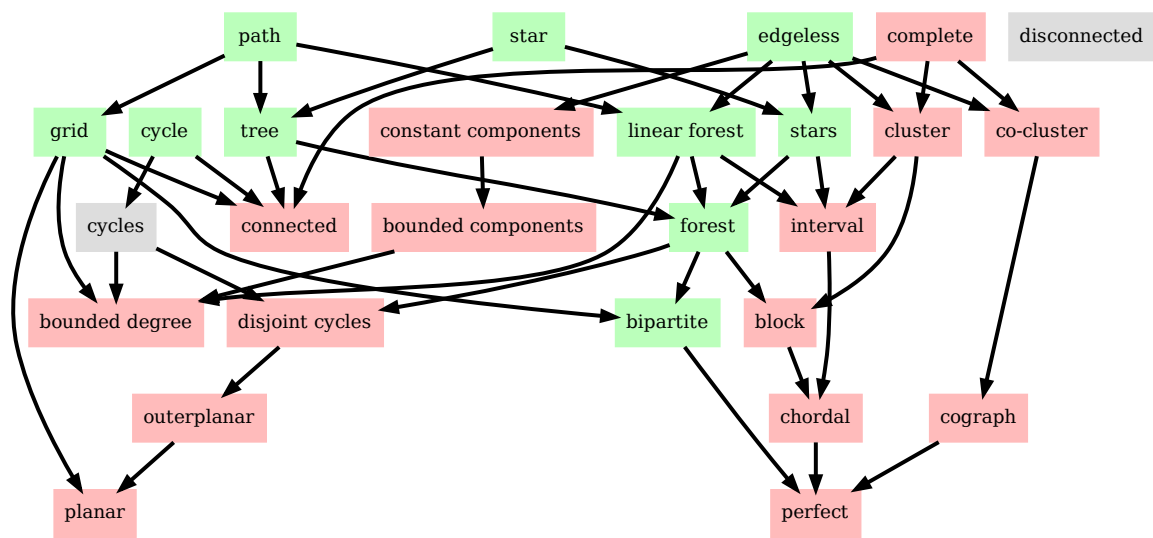 path
star
edgeless
complete
disconnected
grid
cycle
tree
constant components
linear forest
stars
cluster
co-cluster
cycles
connected
bounded components
forest
interval
bounded degree
disjoint cycles
bipartite
block
outerplanar
chordal
cograph
planar
perfect